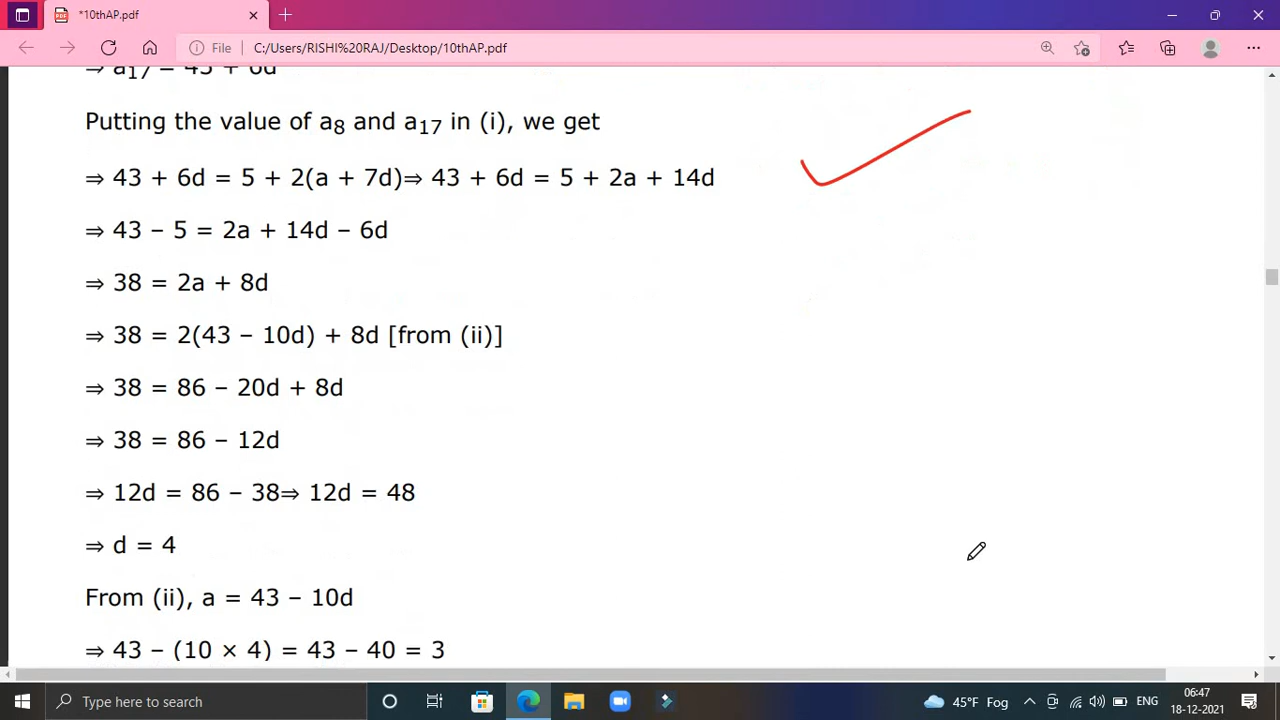 *10thAP.pdf
File C:/Users/RISHI%20RAJ/Desktop/10thAP.pdf
⇒ a17 = 43 + 6d
Putting the value of a8 and a17 in (i), we get
⇒ 43 + 6d = 5 + 2(a + 7d)⇒ 43 + 6d = 5 + 2a + 14d
⇒ 43 – 5 = 2a + 14d – 6d
⇒ 38 = 2a + 8d
⇒ 38 = 2(43 – 10d) + 8d [from (ii)]
⇒ 38 = 86 – 20d + 8d
⇒ 38 = 86 – 12d
⇒ 12d = 86 – 38⇒ 12d = 48
⇒ d = 4
From (ii), a = 43 – 10d
⇒ 43 – (10 × 4) = 43 – 40 = 3
Type here to search
45°F Fog
ENG
06:47
18-12-2021